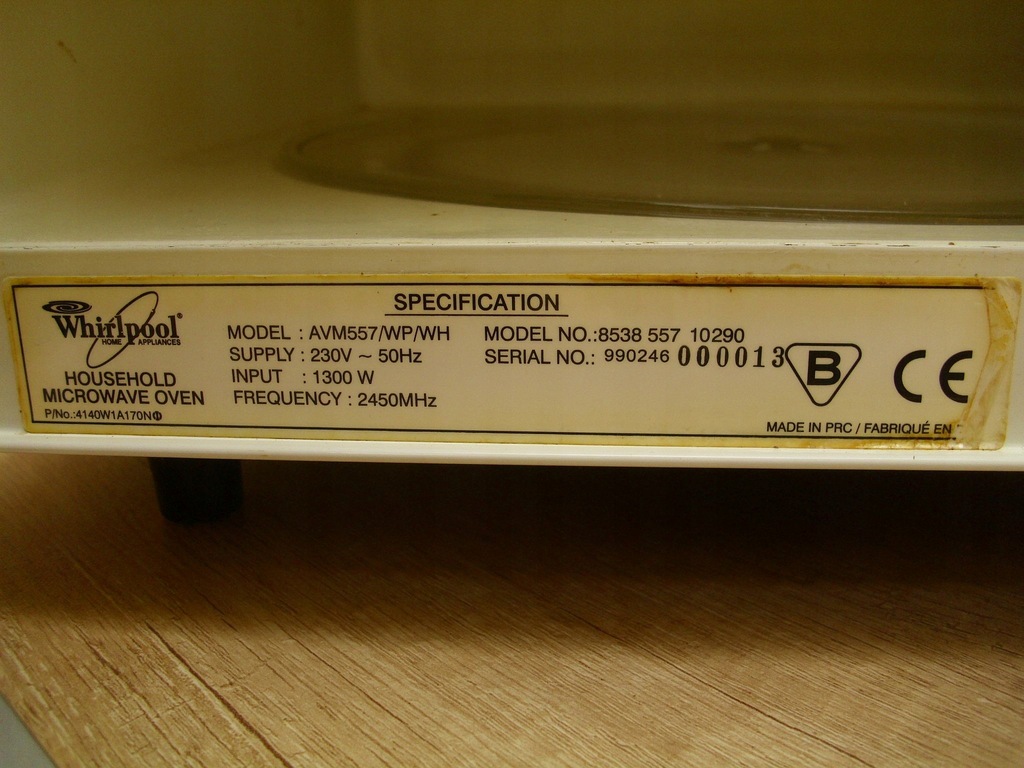 SPECIFICATION
Whirlpool®
HOME APPLIANCES
HOUSEHOLD
MICROWAVE OVEN
P/No.:4140W1A170N
MODEL : AVM557/WP/WH
SUPPLY : 230V ~ 50Hz
INPUT : 1300 W
FREQUENCY : 2450MHz
MODEL NO.:8538 557 10290
SERIAL NO.: 990246 000013
B
CE
MADE IN PRC / FABRIQUÉ EN